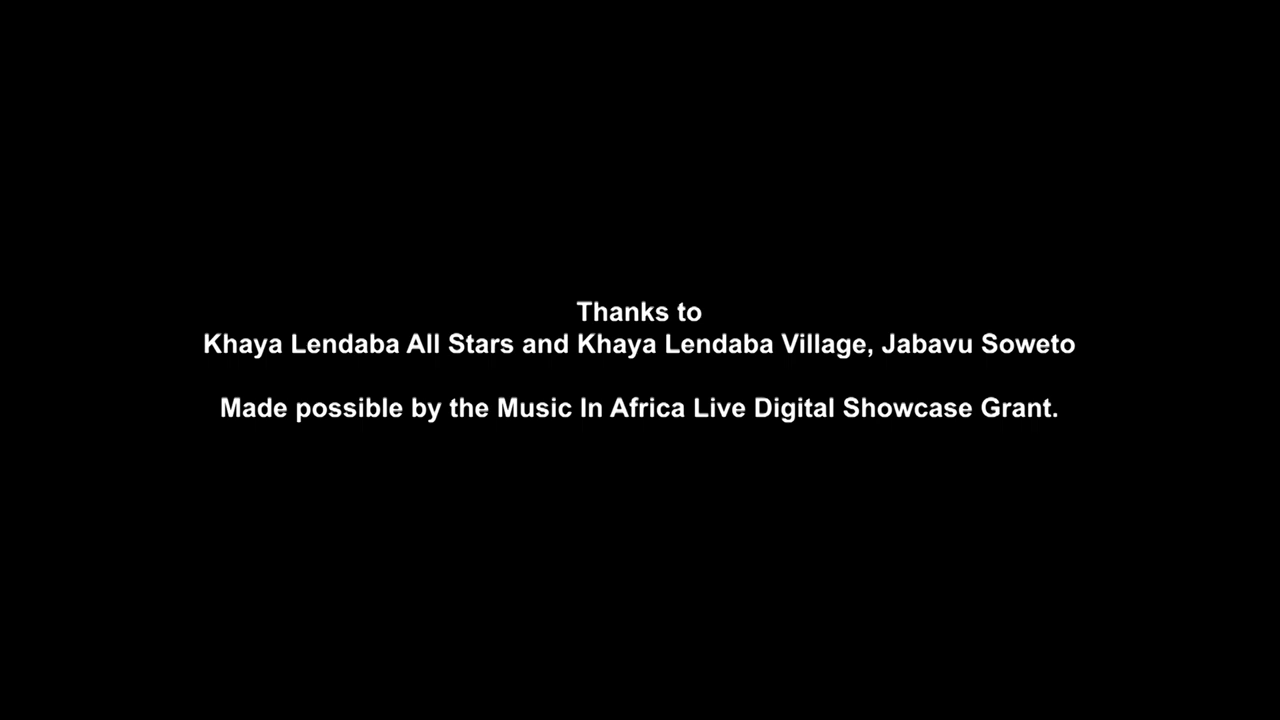 Thanks to
Khaya Lendaba All Stars and Khaya Lendaba Village, Jabavu Soweto
Made possible by the Music In Africa Live Digital Showcase Grant.